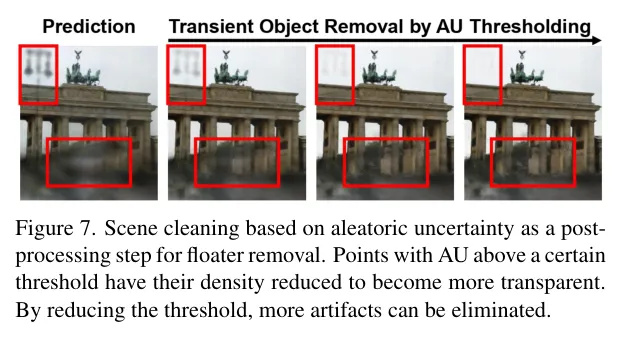 Prediction
Transient Object Removal by AU Thresholding
Figure 7. Scene cleaning based on aleatoric uncertainty as a post-
processing step for floater removal. Points with AU above a certain
threshold have their density reduced to become more transparent.
By reducing the threshold, more artifacts can be eliminated.